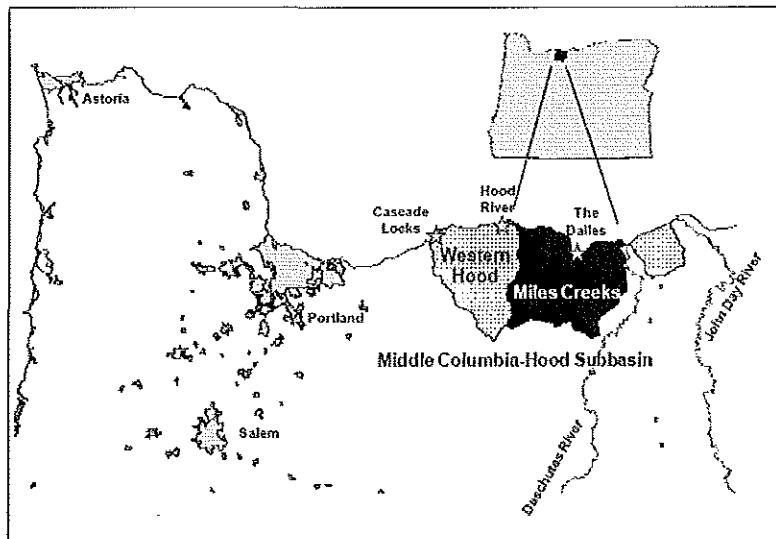 Astoria
Hood
River
Cascade
Locks
The
Dalles
Western
Hood
Miles Creeks
Portland
John Day River
Middle Columbia-Hood Subbasin
Salem
Deschutes River